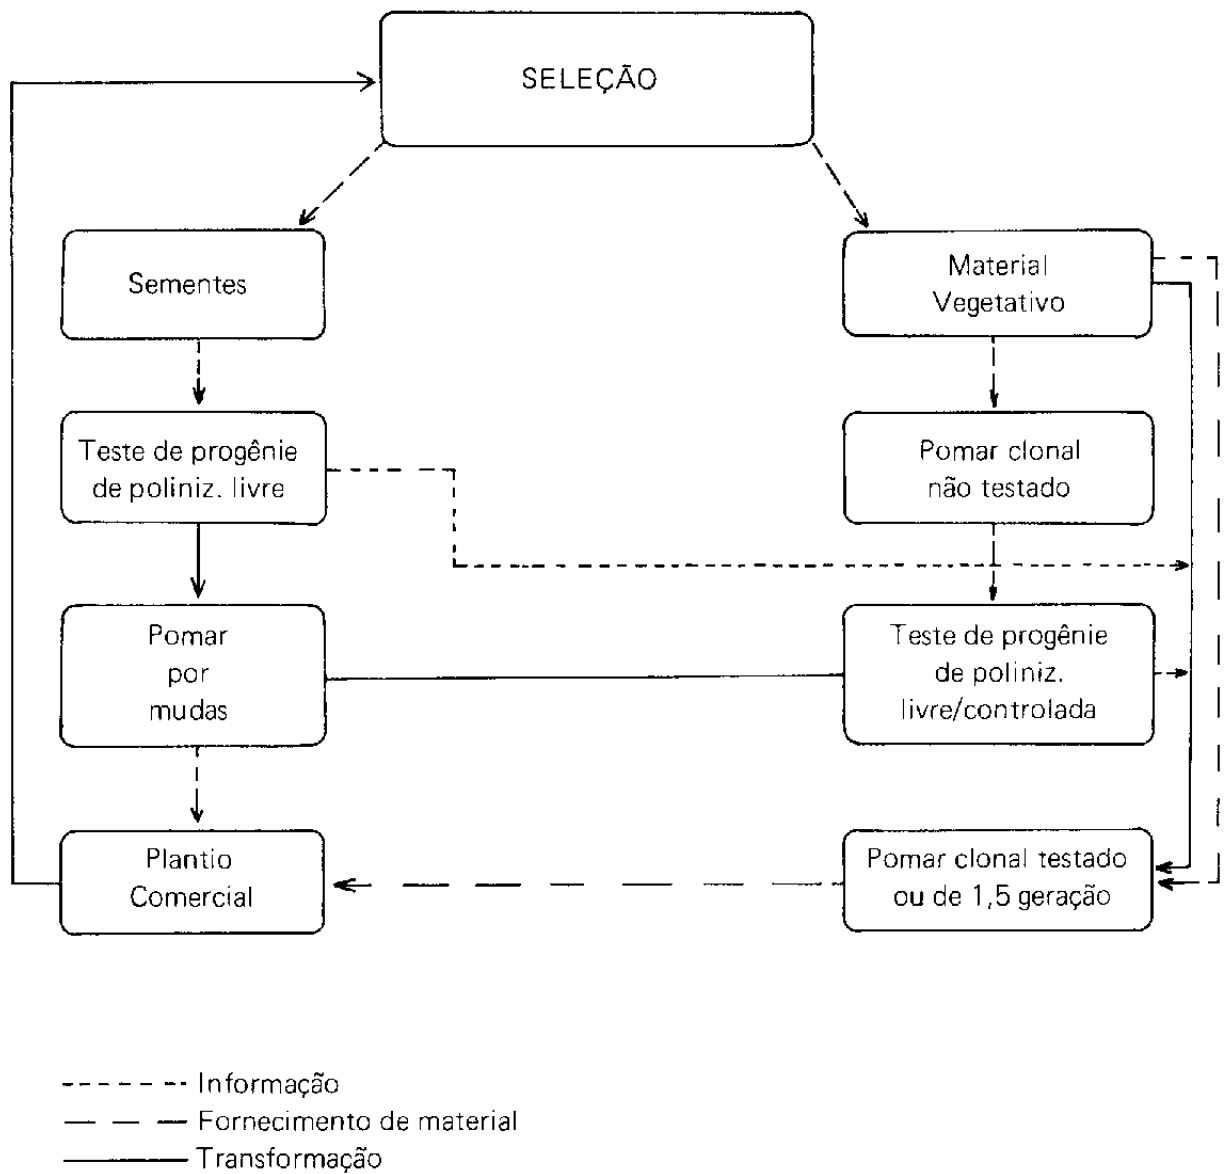 SELEÇÃO
Sementes
Material
Vegetativo
Teste de progênie
de poliniz. livre
Pomar clonal
não testado
Pomar
por
mudas
Teste de progênie
de poliniz.
livre/controlada
Plantio
Comercial
Pomar clonal testado
ou de 1,5 geração
Informação
Fornecimento de material
Transformação